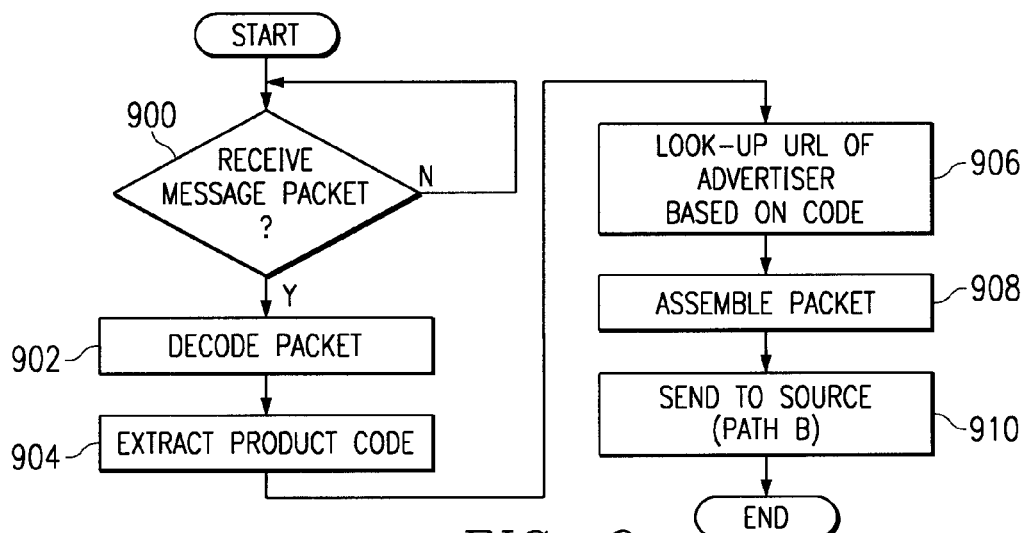 START
900
RECEIVE
MESSAGE PACKET
?
N
Y
902
DECODE PACKET
904
EXTRACT PRODUCT CODE
LOOK-UP URL OF
ADVERTISER
BASED ON CODE
906
ASSEMBLE PACKET
908
SEND TO SOURCE
(PATH B)
910
END